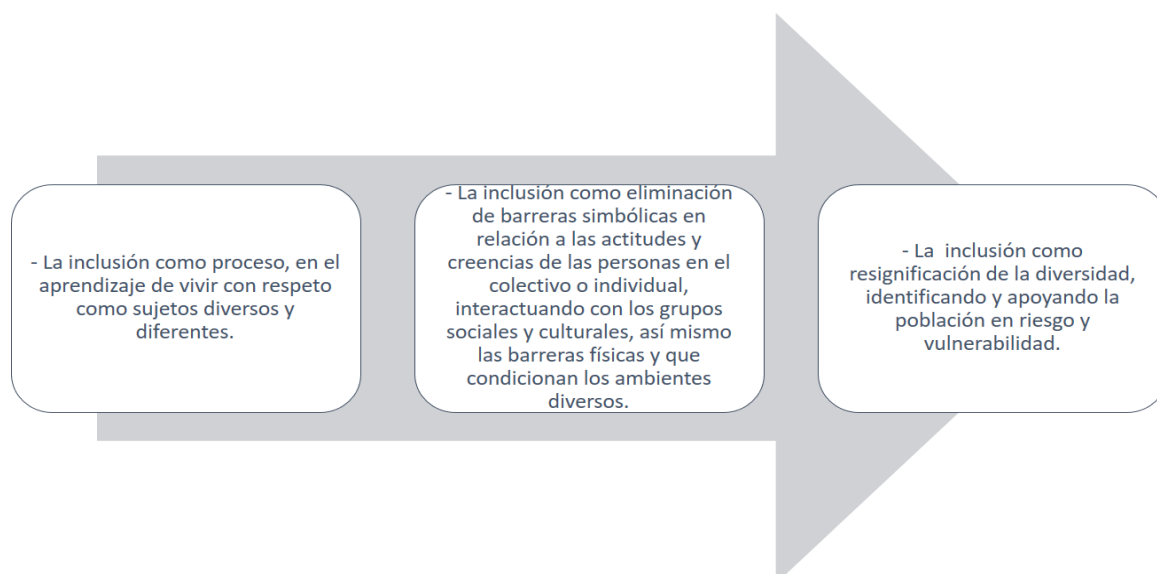 - La inclusión como proceso, en el
aprendizaje de vivir con respeto
como sujetos diversos y
diferentes.
- La inclusión como eliminación
de barreras simbólicas en
relación a las actitudes y
creencias de las personas en el
colectivo o individual,
interactuando con los grupos
sociales y culturales, así mismo
las barreras físicas y que
condicionan los ambientes
diversos.
- La  inclusión como
resignificación de la diversidad,
identificando y apoyando la
población en riesgo y
vulnerabilidad.